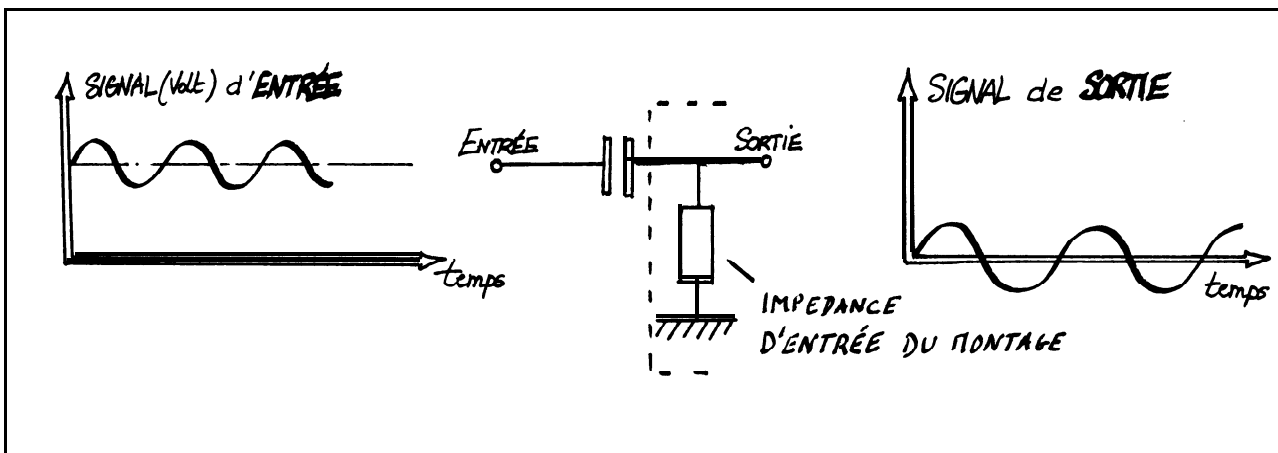 SIGNAL (Volt) d'ENTRÉE
temps
ENTRÉE
SORTIE
IMPEDANCE
D'ENTRÉE DU MONTAGE
SIGNAL de SORTIE
temps